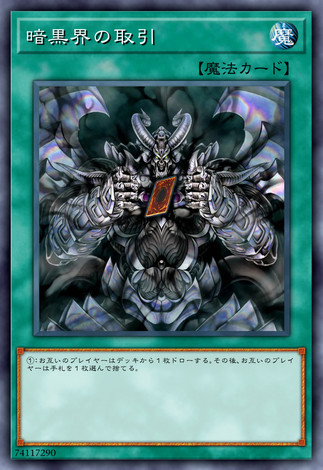 暗黒界の取引
魔
【魔法カード】
①:お互いのプレイヤーはデッキから1枚ドローする。その後、お互いのプレイ
ヤーは手札を1枚選んで捨てる。
74117290